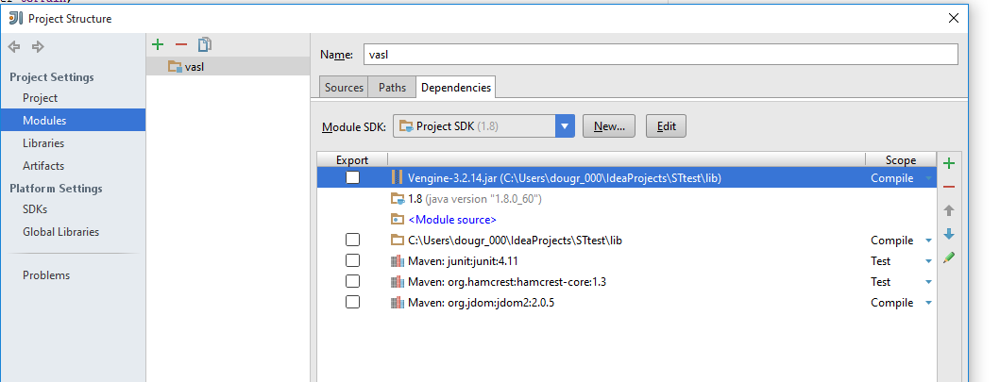 Project Structure
Project Settings
Project
Modules
Libraries
Artifacts
Platform Settings
SDKs
Global Libraries
Problems
vasl
Name: vasl
Sources Paths Dependencies
Module SDK: Project SDK (1.8) New... Edit
Export Scope
Vengine-3.2.14.jar (C:\Users\dougr_000\IdeaProjects\STtest\lib) Compile
1.8 (java version "1.8.0_60")
<Module source>
C:\Users\dougr_000\IdeaProjects\STtest\lib Compile
Maven: junit:junit:4.11 Test
Maven: org.hamcrest:hamcrest-core:1.3 Test
Maven: org.jdom:jdom2:2.0.5 Compile